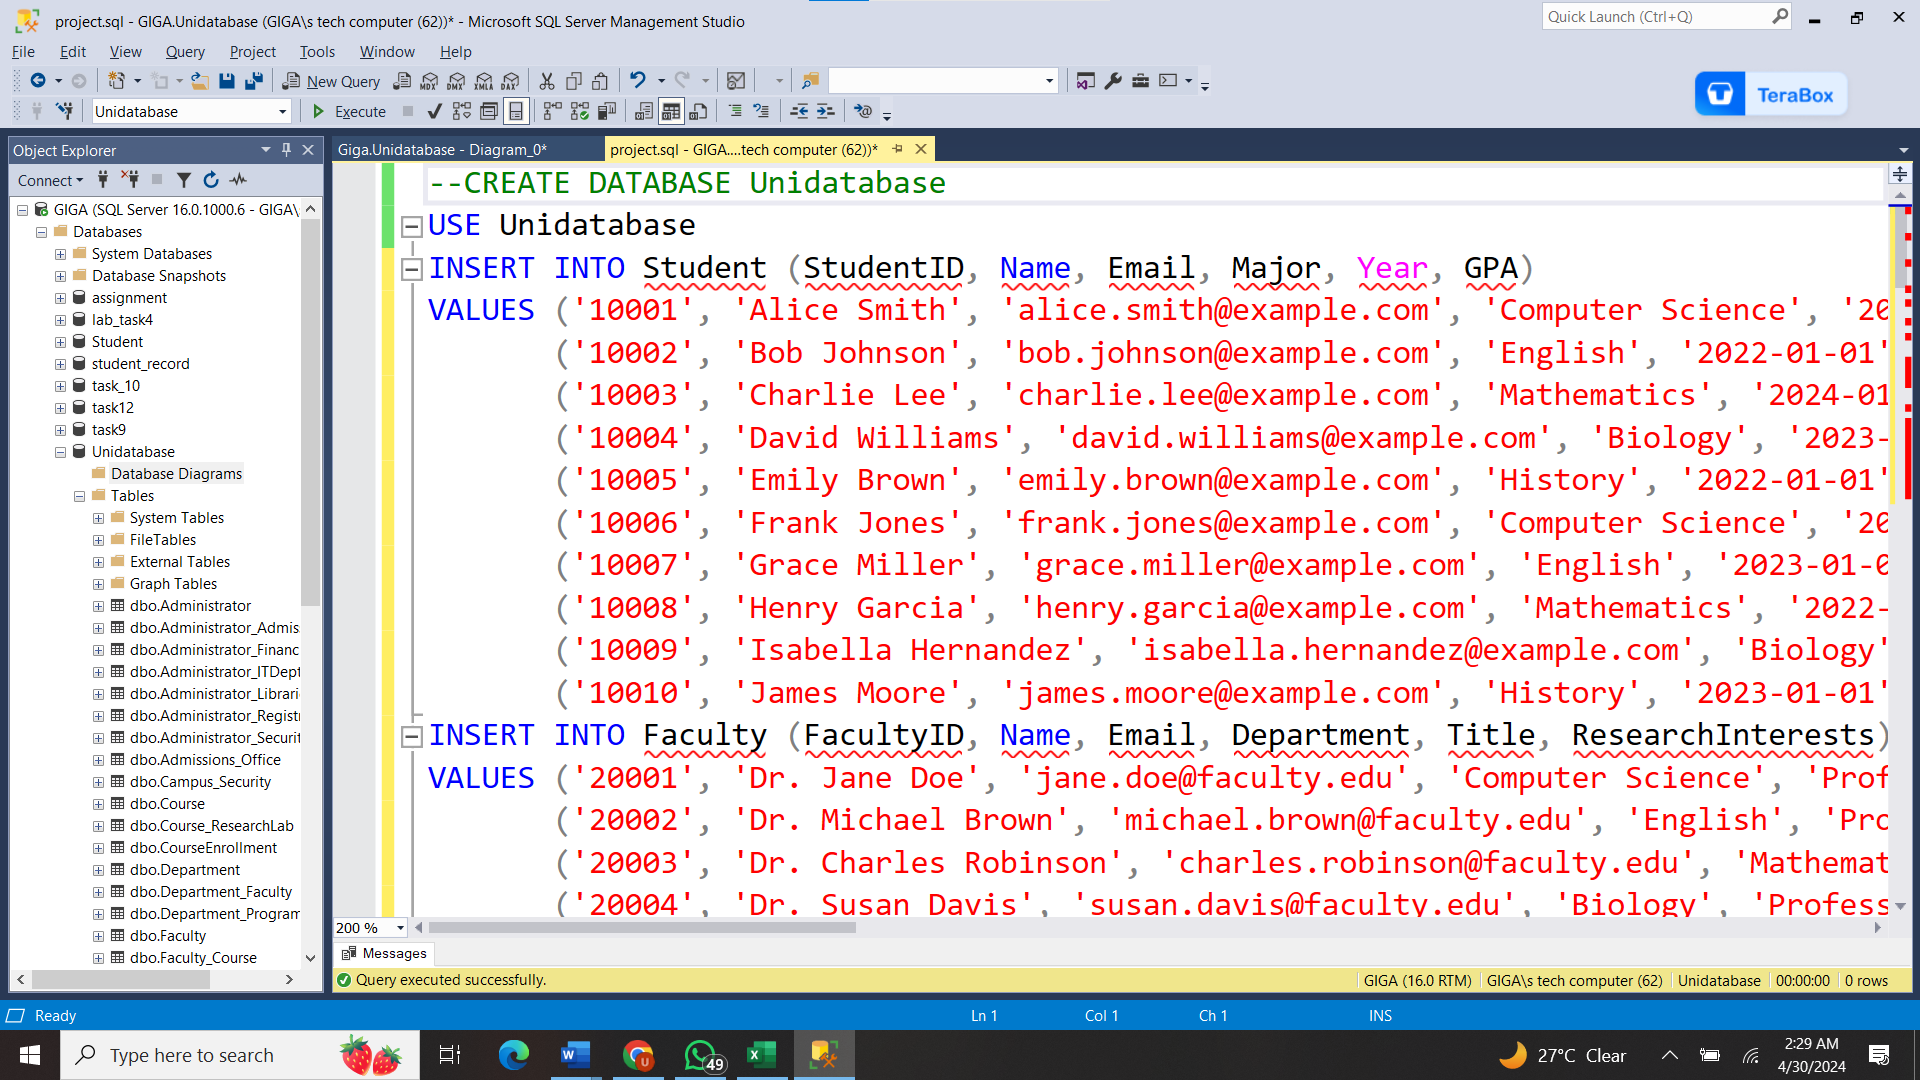 project.sql - GIGA.Unidatabase (GIGA\s tech computer (62))* - Microsoft SQL Server Management Studio
Quick Launch (Ctrl+Q)
File Edit View Query Project Tools Window Help
New Query
MDX DMX XMLA DAX
TeraBox
Unidatabase
Execute
Object Explorer
Giga.Unidatabase - Diagram_0*
project.sql - GIGA....tech computer (62))*
Connect
GIGA (SQL Server 16.0.1000.6 - GIGA\
Databases
System Databases
Database Snapshots
assignment
lab_task4
Student
student_record
task_10
task12
task9
Unidatabase
Database Diagrams
Tables
System Tables
FileTables
External Tables
Graph Tables
dbo.Administrator
dbo.Administrator_Admis
dbo.Administrator_Financ
dbo.Administrator_ITDept
dbo.Administrator_Librari
dbo.Administrator_Registr
dbo.Administrator_Securit
dbo.Admissions_Office
dbo.Campus_Security
dbo.Course
dbo.Course_ResearchLab
dbo.CourseEnrollment
dbo.Department
dbo.Department_Faculty
dbo.Department_Program
dbo.Faculty
dbo.Faculty_Course
--CREATE DATABASE Unidatabase
USE Unidatabase
INSERT INTO Student (StudentID, Name, Email, Major, Year, GPA)
VALUES ('10001', 'Alice Smith', 'alice.smith@example.com', 'Computer Science', '20
('10002', 'Bob Johnson', 'bob.johnson@example.com', 'English', '2022-01-01'
('10003', 'Charlie Lee', 'charlie.lee@example.com', 'Mathematics', '2024-01
('10004', 'David Williams', 'david.williams@example.com', 'Biology', '2023-
('10005', 'Emily Brown', 'emily.brown@example.com', 'History', '2022-01-01'
('10006', 'Frank Jones', 'frank.jones@example.com', 'Computer Science', '20
('10007', 'Grace Miller', 'grace.miller@example.com', 'English', '2023-01-0
('10008', 'Henry Garcia', 'henry.garcia@example.com', 'Mathematics', '2022-
('10009', 'Isabella Hernandez', 'isabella.hernandez@example.com', 'Biology'
('10010', 'James Moore', 'james.moore@example.com', 'History', '2023-01-01'
INSERT INTO Faculty (FacultyID, Name, Email, Department, Title, ResearchInterests)
VALUES ('20001', 'Dr. Jane Doe', 'jane.doe@faculty.edu', 'Computer Science', 'Prof
('20002', 'Dr. Michael Brown', 'michael.brown@faculty.edu', 'English', 'Pro
('20003', 'Dr. Charles Robinson', 'charles.robinson@faculty.edu', 'Mathemat
('20004', 'Dr. Susan Davis', 'susan.davis@faculty.edu', 'Biology', 'Profess
200 %
Messages
Query executed successfully.
GIGA (16.0 RTM) GIGA\s tech computer (62) Unidatabase 00:00:00 0 rows
Ready
Ln 1 Col 1 Ch 1 INS
Type here to search
49
27°C Clear
2:29 AM
4/30/2024